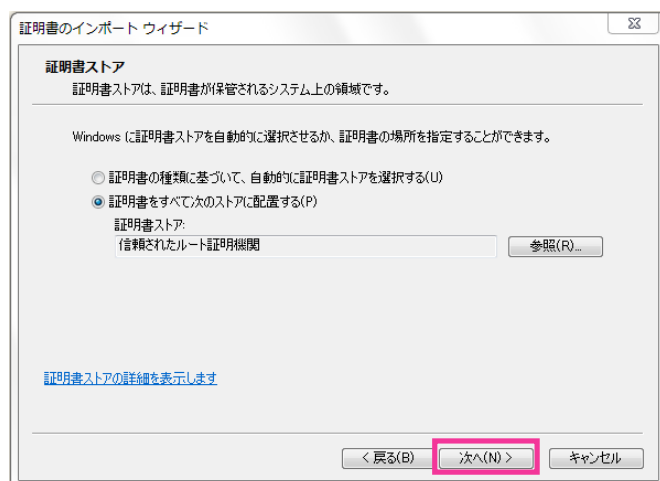 証明書のインポート ウィザード
証明書ストア
証明書ストアは、証明書が保管されるシステム上の領域です。
Windows に証明書ストアを自動的に選択させるか、証明書の場所を指定することができます。
証明書の種類に基づいて、自動的に証明書ストアを選択する(U)
証明書をすべて次のストアに配置する(P)
証明書ストア:
信頼されたルート証明機関
参照(R)...
証明書ストアの詳細を表示します
< 戻る(B)
次へ(N) >
キャンセル